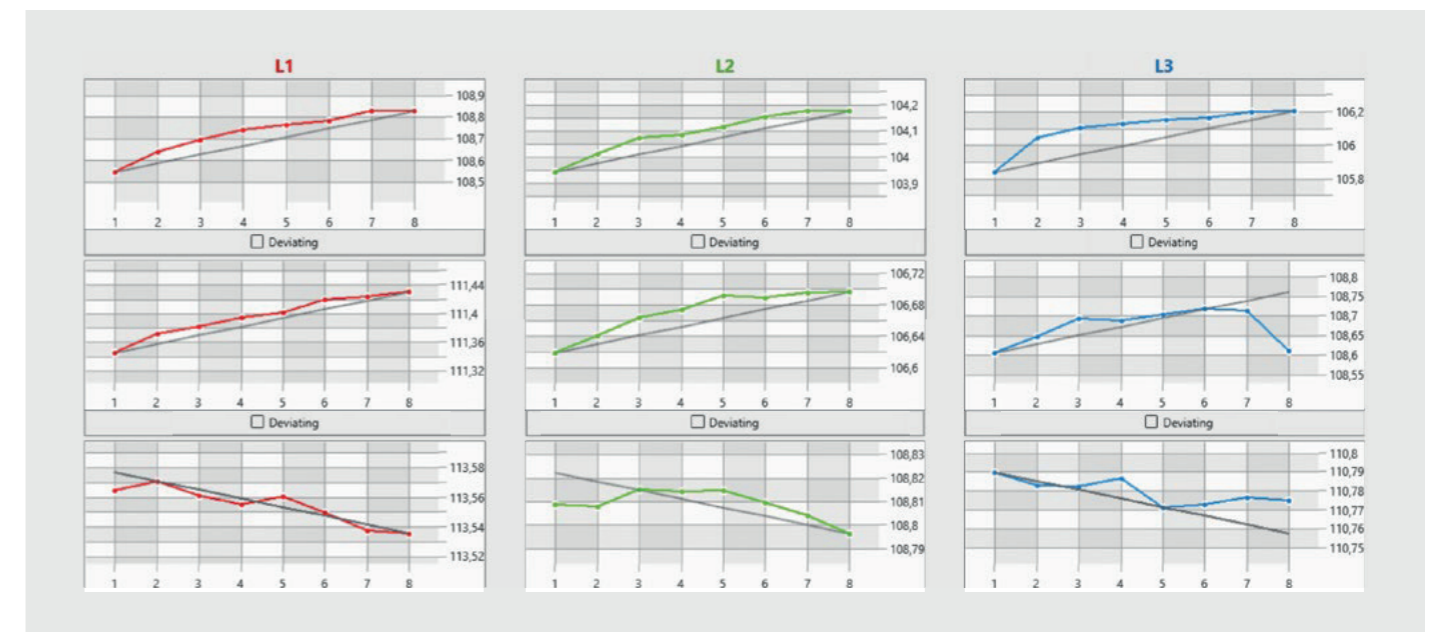 L1
108,9
108,8
108,7
108,6
108,5
1 2 3 4 5 6 7 8
Deviating
111,44
111,4
111,36
111,32
1 2 3 4 5 6 7 8
Deviating
113,58
113,56
113,54
113,52
1 2 3 4 5 6 7 8
L2
104,2
104,1
104
103,9
1 2 3 4 5 6 7 8
Deviating
106,72
106,68
106,64
106,6
1 2 3 4 5 6 7 8
Deviating
108,83
108,82
108,81
108,8
108,79
1 2 3 4 5 6 7 8
L3
106,2
106
105,8
1 2 3 4 5 6 7 8
Deviating
108,8
108,75
108,7
108,65
108,6
108,55
1 2 3 4 5 6 7 8
Deviating
110,8
110,79
110,78
110,77
110,76
110,75
1 2 3 4 5 6 7 8